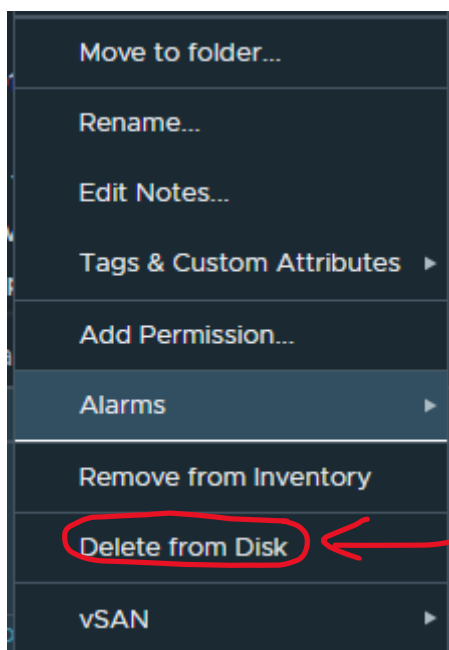 Move to folder...
Rename...
Edit Notes...
Tags & Custom Attributes
Add Permission...
Alarms
Remove from Inventory
Delete from Disk
vSAN